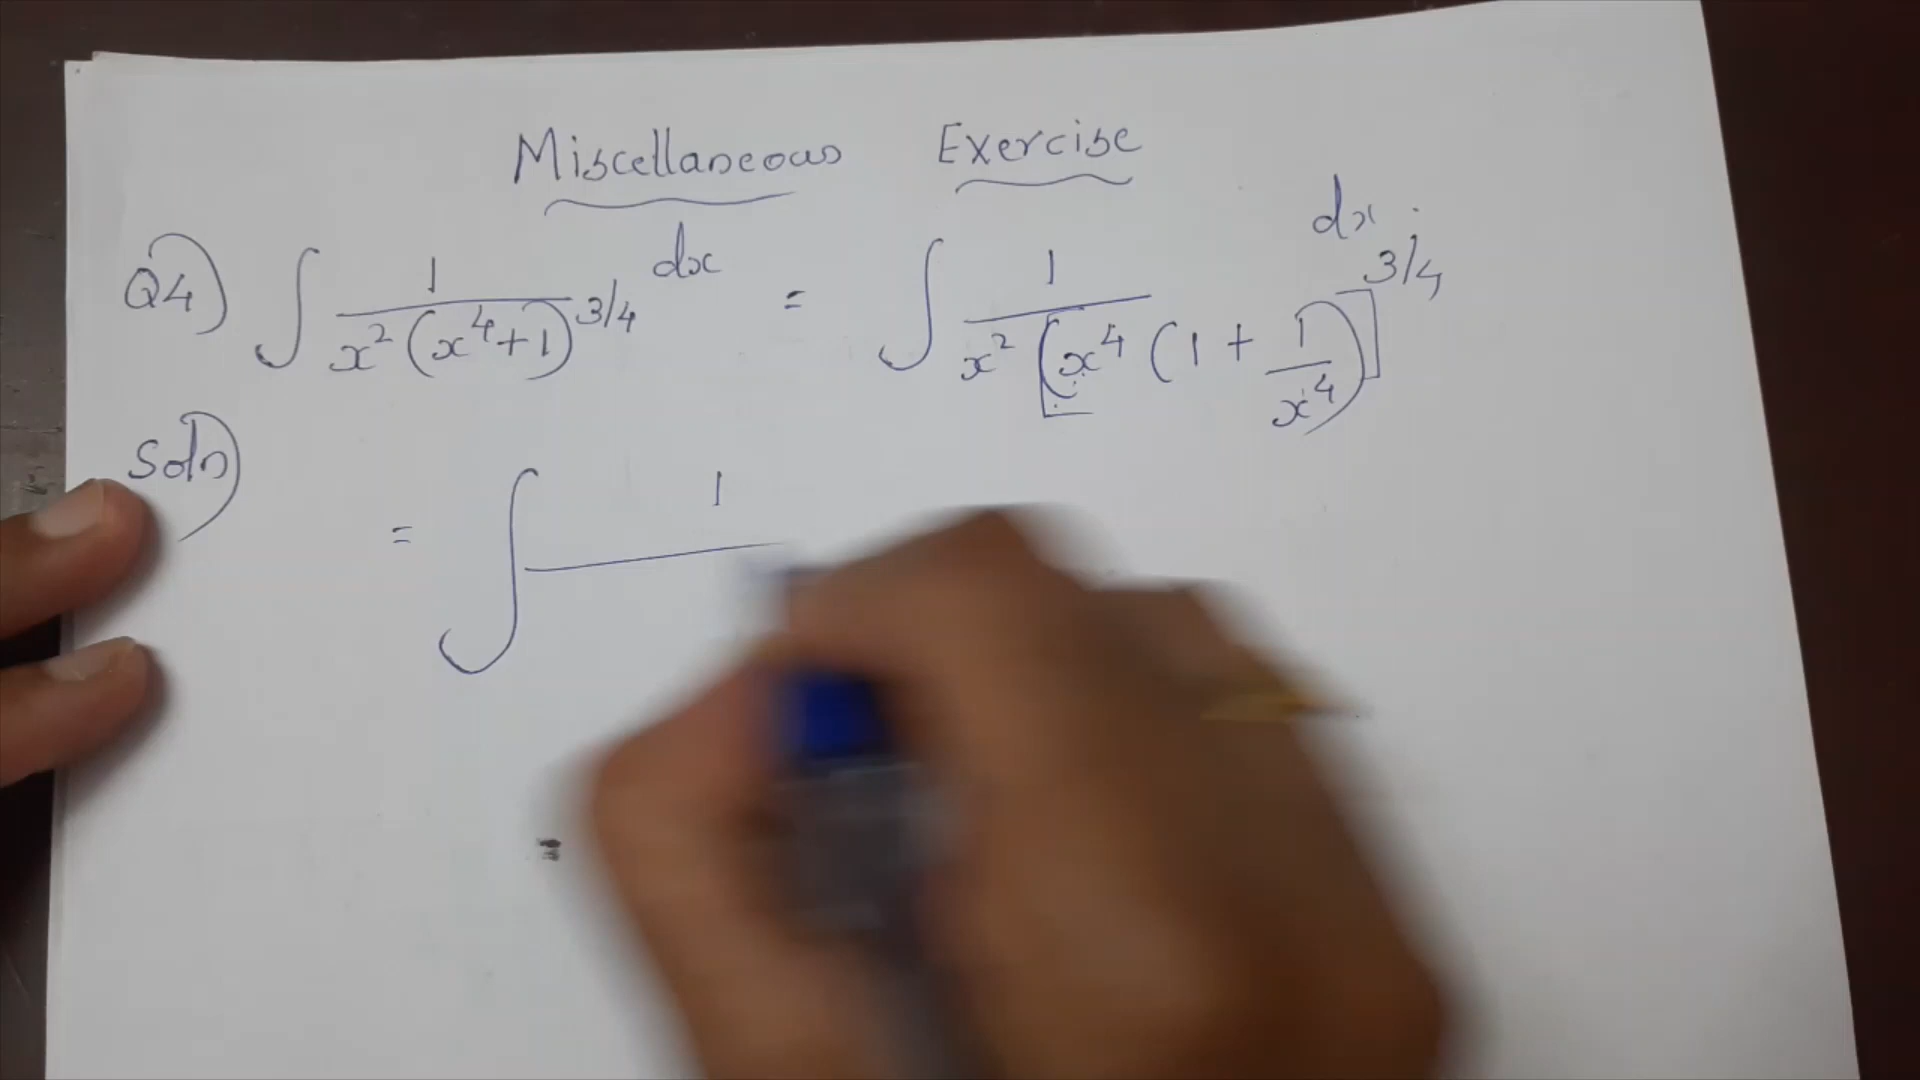 Miscellaneous Exercise
Q4) ∫ 1/(x²(x⁴+1)^3/4) dx = ∫ 1/(x²[x⁴(1 + 1/x⁴)]^3/4) dx
Soln)
= ∫ 1